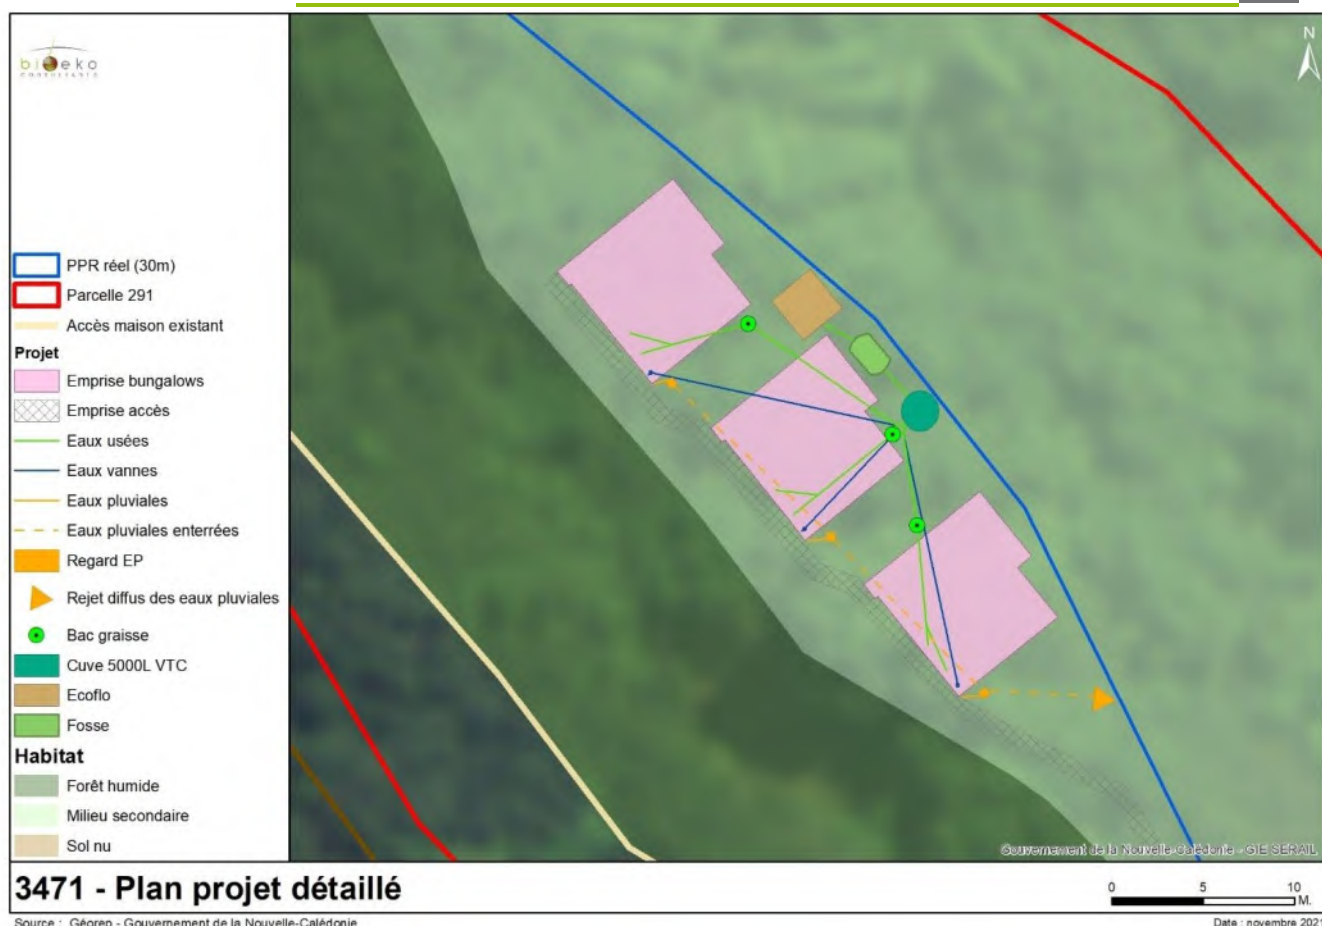 bioeko
CONSULTANTS
N
PPR réel (30m)
Parcelle 291
Accès maison existant
Projet
Emprise bungalows
Emprise accès
Eaux usées
Eaux vannes
Eaux pluviales
Eaux pluviales enterrées
Regard EP
Rejet diffus des eaux pluviales
Bac graisse
Cuve 5000L VTC
Ecoflo
Fosse
Habitat
Forêt humide
Milieu secondaire
Sol nu
Gouvernement de la Nouvelle-Calédonie - GIE SERAIL
3471 - Plan projet détaillé
0 5 10
M.
Source : Géorep - Gouvernement de la Nouvelle-Calédonie
Date : novembre 2021